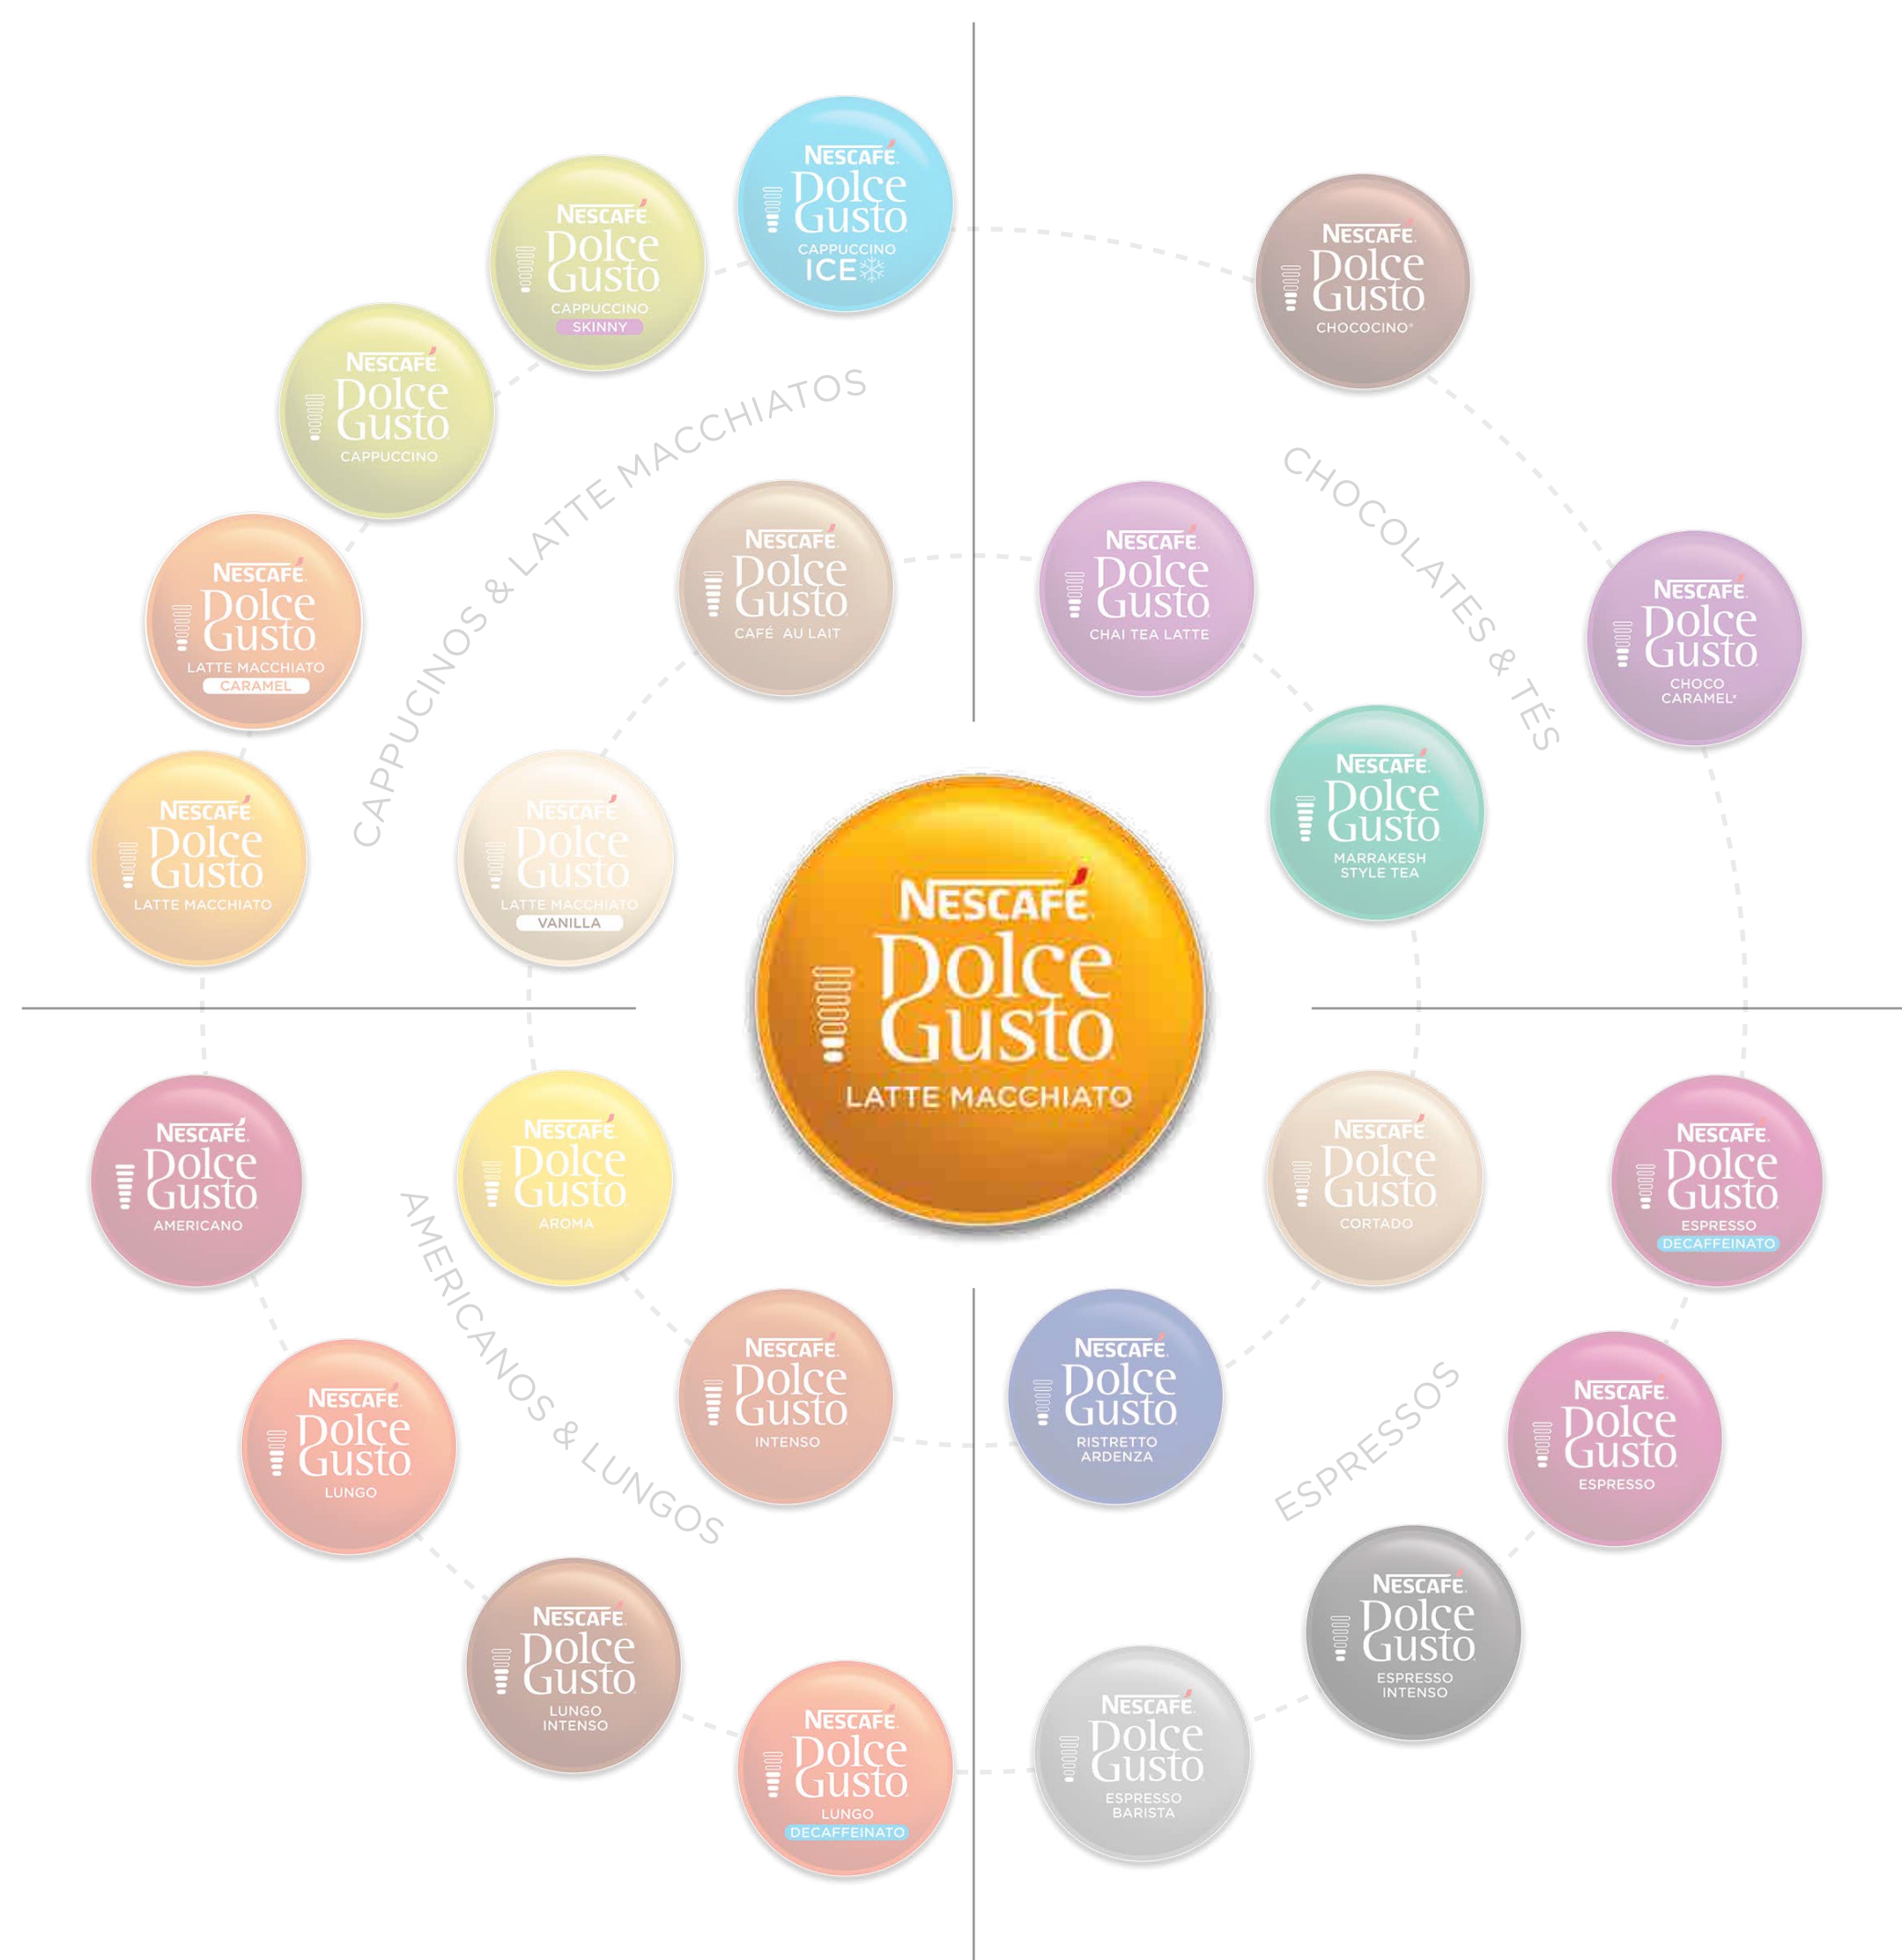 NESCAFÉ
Dolce
Gusto
CAPPUCCINO
ICE
NESCAFÉ
Dolce
Gusto
CAPPUCCINO
SKINNY
NESCAFÉ
Dolce
Gusto
CAPPUCCINO
NESCAFÉ
Dolce
Gusto
LATTE MACCHIATO
CARAMEL
NESCAFÉ
Dolce
Gusto
LATTE MACCHIATO
CAPPUCINOS & LATTE MACCHIATOS
NESCAFÉ
Dolce
Gusto
CAFÉ AU LAIT
NESCAFÉ
Dolce
Gusto
LATTE MACCHIATO
VANILLA
NESCAFÉ
Dolce
Gusto
CHOCOCINO®
NESCAFÉ
Dolce
Gusto
CHOCO
CARAMEL*
CHOCOLATES & TÉS
NESCAFÉ
Dolce
Gusto
CHAI TEA LATTE
NESCAFÉ
Dolce
Gusto
MARRAKESH
STYLE TEA
NESCAFÉ
Dolce
Gusto
LATTE MACCHIATO
NESCAFÉ
Dolce
Gusto
AMERICANO
NESCAFÉ
Dolce
Gusto
AROMA
AMERICANOS & LUNGOS
NESCAFÉ
Dolce
Gusto
INTENSO
NESCAFÉ
Dolce
Gusto
LUNGO
NESCAFÉ
Dolce
Gusto
LUNGO
INTENSO
NESCAFÉ
Dolce
Gusto
LUNGO
DECAFFEINATO
NESCAFÉ
Dolce
Gusto
CORTADO
NESCAFÉ
Dolce
Gusto
ESPRESSO
DECAFFEINATO
NESCAFÉ
Dolce
Gusto
RISTRETTO
ARDENZA
ESPRESSOS
NESCAFÉ
Dolce
Gusto
ESPRESSO
NESCAFÉ
Dolce
Gusto
ESPRESSO
INTENSO
NESCAFÉ
Dolce
Gusto
ESPRESSO
BARISTA